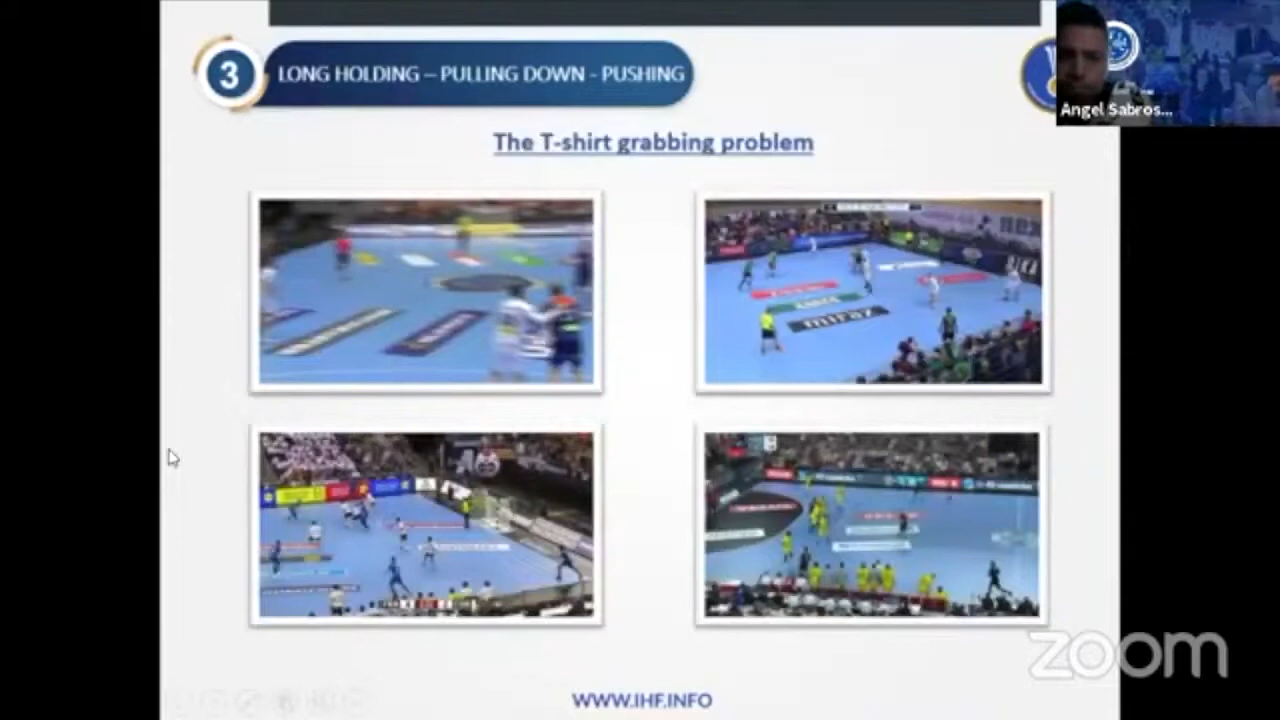 3
LONG HOLDING – PULLING DOWN - PUSHING
Angel Sabros...
The T-shirt grabbing problem
WWW.IHF.INFO
zoom